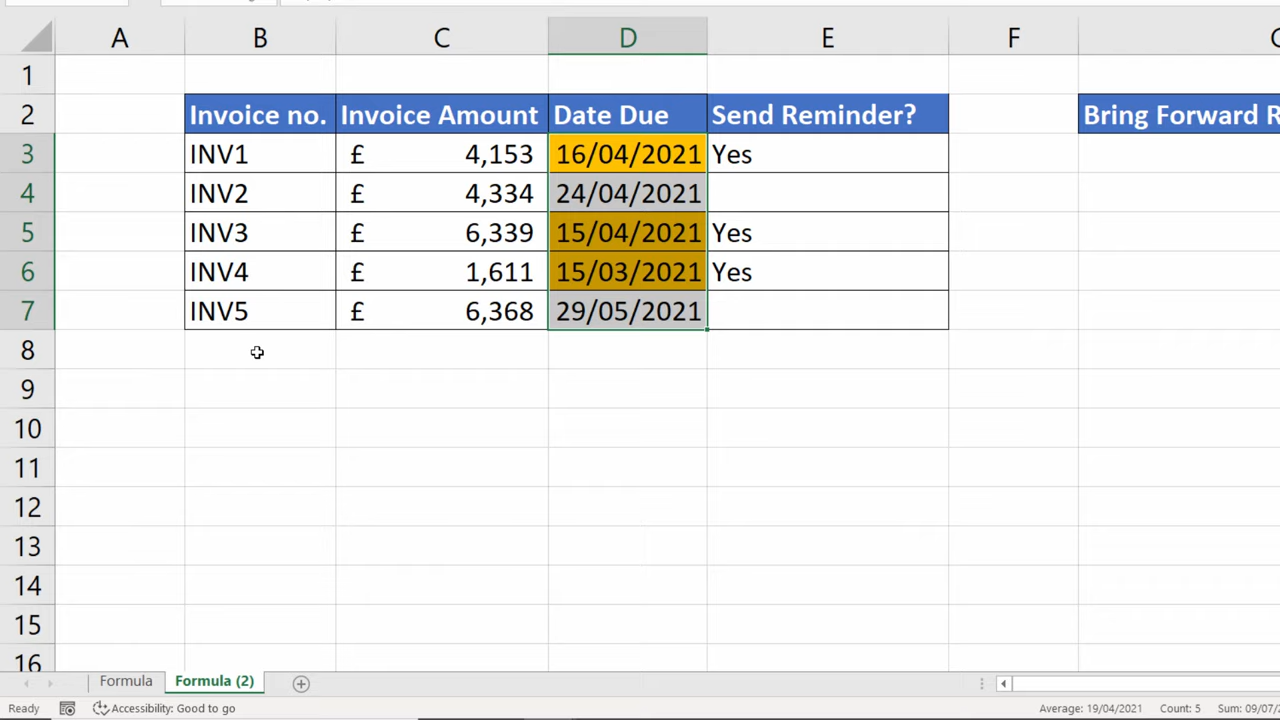 A B C D E F
1
2 Invoice no. Invoice Amount Date Due Send Reminder? Bring Forward R
3 INV1 £ 4,153 16/04/2021 Yes
4 INV2 £ 4,334 24/04/2021
5 INV3 £ 6,339 15/04/2021 Yes
6 INV4 £ 1,611 15/03/2021 Yes
7 INV5 £ 6,368 29/05/2021
8
9
10
11
12
13
14
15
16
Formula Formula (2)
Ready Accessibility: Good to go Average: 19/04/2021 Count: 5 Sum: 09/07/